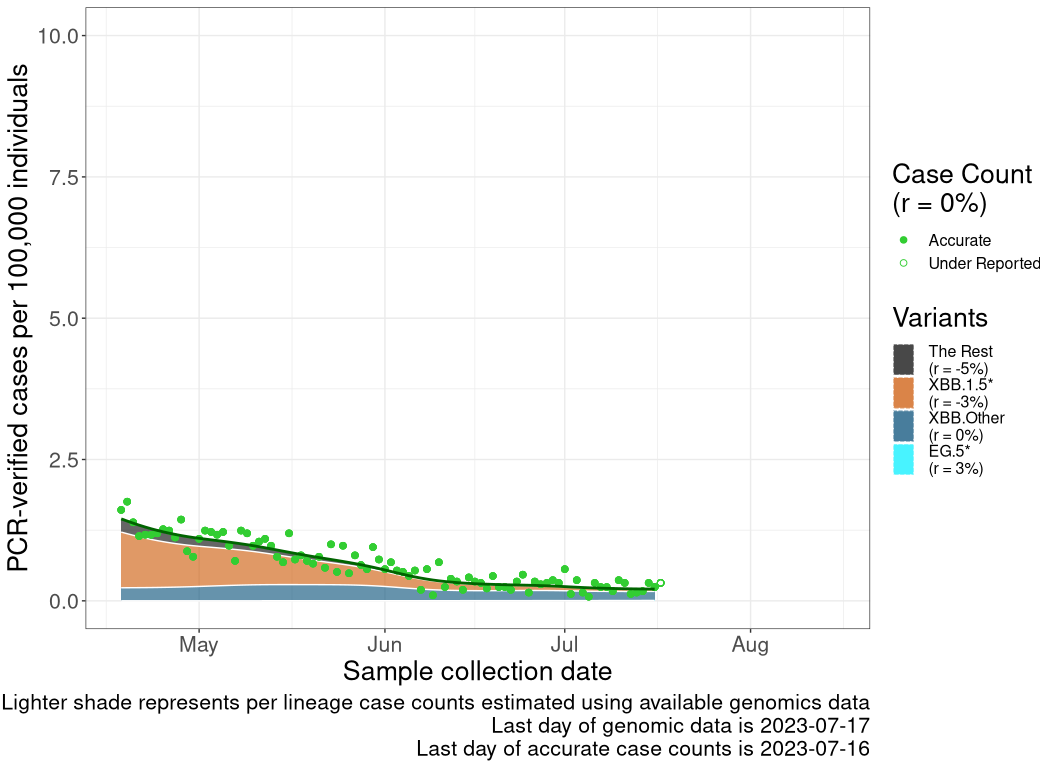 PCR-verified cases per 100,000 individuals
10.0
7.5
5.0
2.5
0.0
May
Jun
Jul
Aug
Sample collection date
Case Count
(r = 0%)
Accurate
Under Reported
Variants
The Rest
(r = -5%)
XBB.1.5*
(r = -3%)
XBB.Other
(r = 0%)
EG.5*
(r = 3%)
Lighter shade represents per lineage case counts estimated using available genomics data
Last day of genomic data is 2023-07-17
Last day of accurate case counts is 2023-07-16